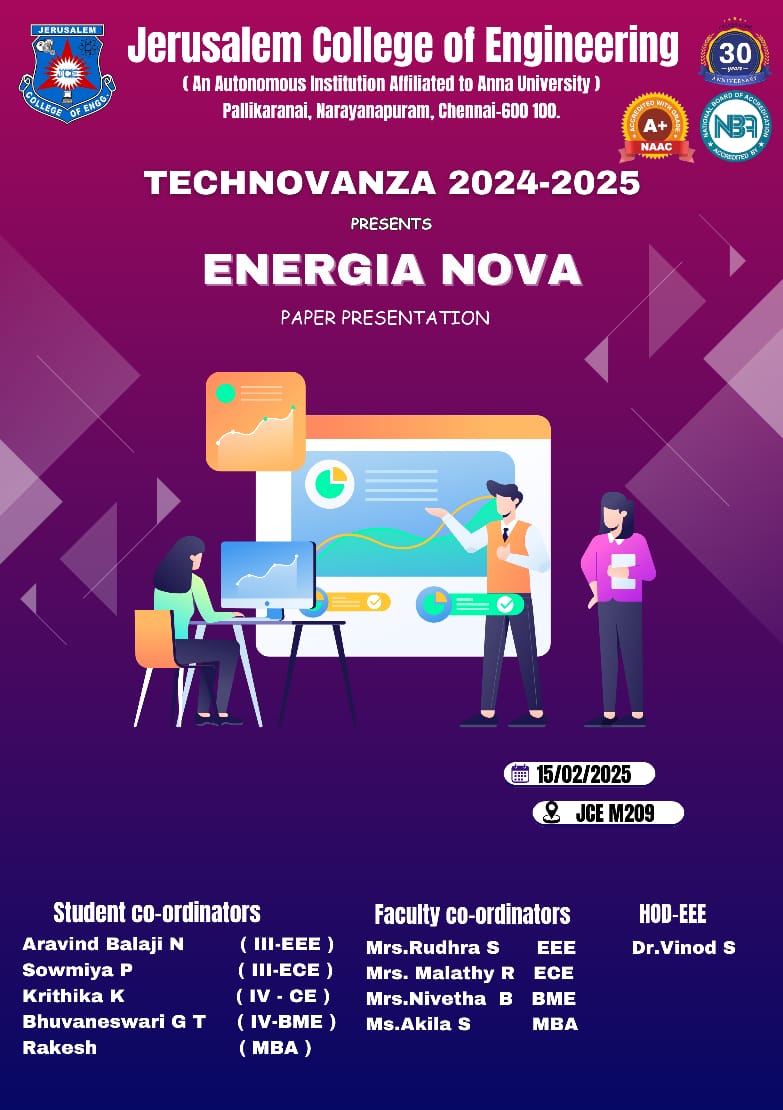 JERUSALEM
JCE
COLLEGE OF ENGG
Jerusalem College of Engineering
( An Autonomous Institution Affiliated to Anna University )
Pallikaranai, Narayanapuram, Chennai-600 100.
30
years
ANNIVERSARY
ACCREDITED WITH GRADE
A+
NAAC
NATIONAL BOARD OF ACCREDITATION
NBA
ACCREDITED BY
TECHNOVANZA 2024-2025
PRESENTS
ENERGIA NOVA
PAPER PRESENTATION
15/02/2025
JCE M209
Student co-ordinators
Aravind Balaji N ( III-EEE )
Sowmiya P ( III-ECE )
Krithika K ( IV - CE )
Bhuvaneswari G T ( IV-BME )
Rakesh ( MBA )
Faculty co-ordinators
Mrs.Rudhra S EEE
Mrs. Malathy R ECE
Mrs.Nivetha B BME
Ms.Akila S MBA
HOD-EEE
Dr.Vinod S